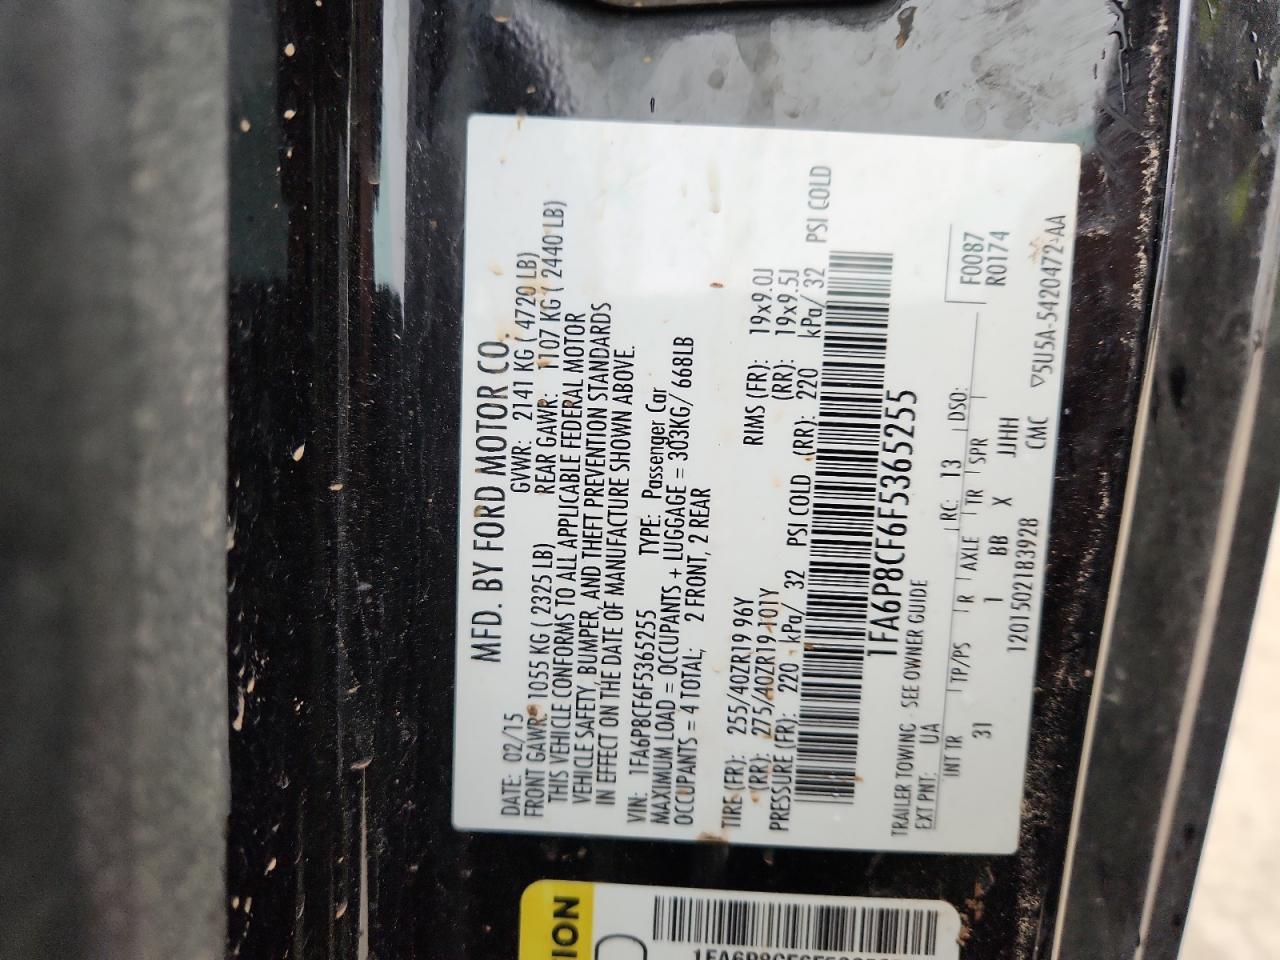 MFD. BY FORD MOTOR CO.
DATE: 02/15 GVWR: 2141 KG ( 4720 LB)
FRONT GAWR: 1055 KG ( 2325 LB) REAR GAWR: 1107 KG ( 2440 LB)
THIS VEHICLE CONFORMS TO ALL APPLICABLE FEDERAL MOTOR
VEHICLE SAFETY, BUMPER, AND THEFT PREVENTION STANDARDS
IN EFFECT ON THE DATE OF MANUFACTURE SHOWN ABOVE.
VIN: 1FA6P8CF6F5365255 TYPE: Passenger Car
MAXIMUM LOAD = OCCUPANTS + LUGGAGE = 303KG/ 668LB
OCCUPANTS = 4 TOTAL; 2 FRONT, 2 REAR
TIRE (FR): 255/40ZR19 96Y RIMS (FR): 19x9.0J
(RR): 275/40ZR19 101Y (RR): 19x9.5J
PRESSURE (FR): 220 kPa/ 32 PSI COLD (RR): 220 kPa/ 32 PSI COLD
1FA6P8CF6F5365255
TRAILER TOWING - SEE OWNER GUIDE
EXT PNT: UA RC: 13 DSO: F0087
INT TR TP/PS R AXLE TR SPR R0174
31 1 BB X JJHH
1201502183928 CMC ▽5U5A-5420472-AA
ION